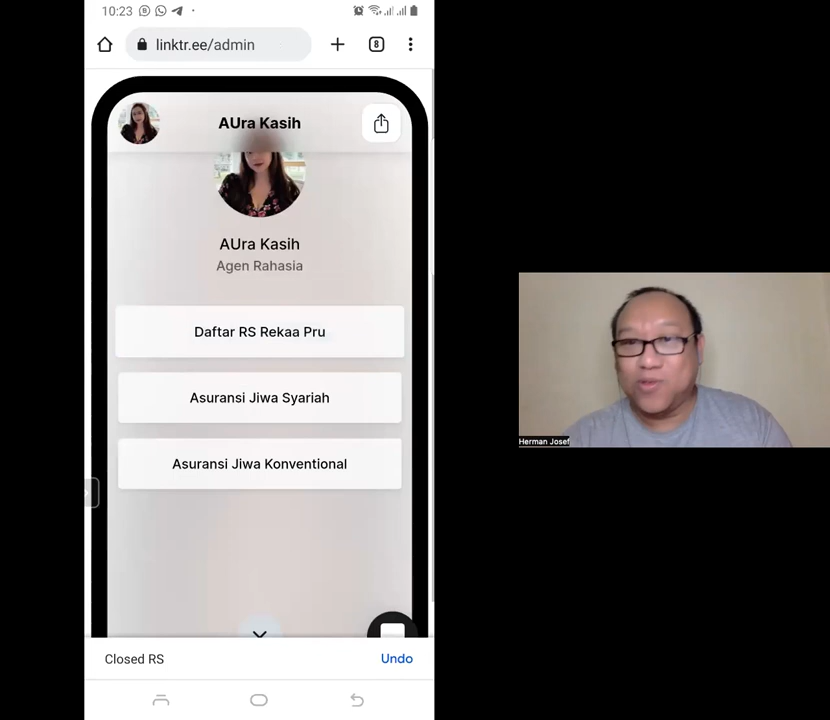 10:23
linktr.ee/admin
8
AUra Kasih
AUra Kasih
Agen Rahasia
Daftar RS Rekaa Pru
Asuransi Jiwa Syariah
Asuransi Jiwa Konventional
Closed RS
Undo
Herman Josef